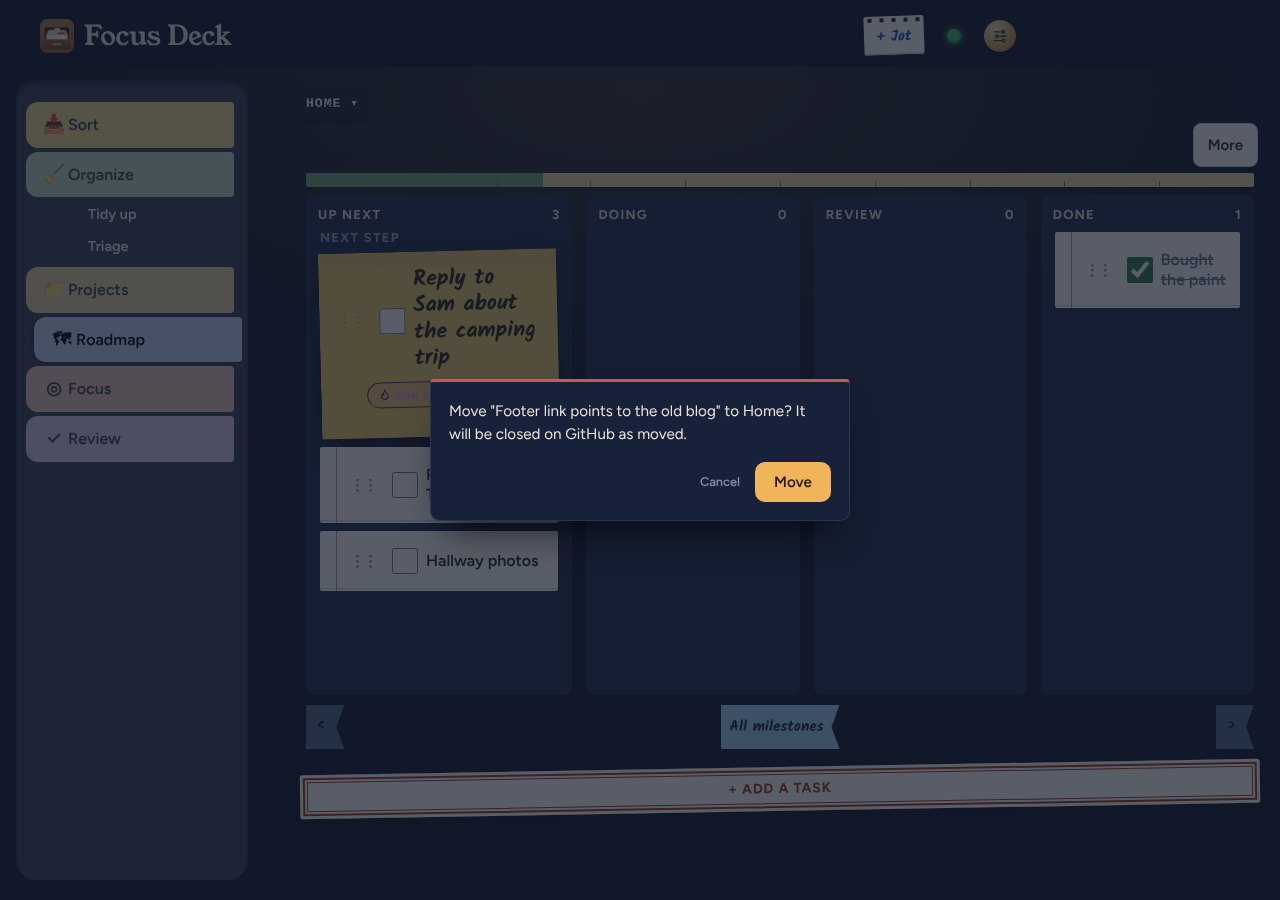 Focus Deck
+ Jot
Sort
Organize
Tidy up
Triage
Projects
Roadmap
Focus
Review
HOME ▾
More
UP NEXT 3
NEXT STEP
Reply to
Sam about
the camping
trip
due
Hallway photos
DOING 0
REVIEW 0
DONE 1
Bought
the paint
Move "Footer link points to the old blog" to Home? It
will be closed on GitHub as moved.
Cancel
Move
<
All milestones
>
+ ADD A TASK